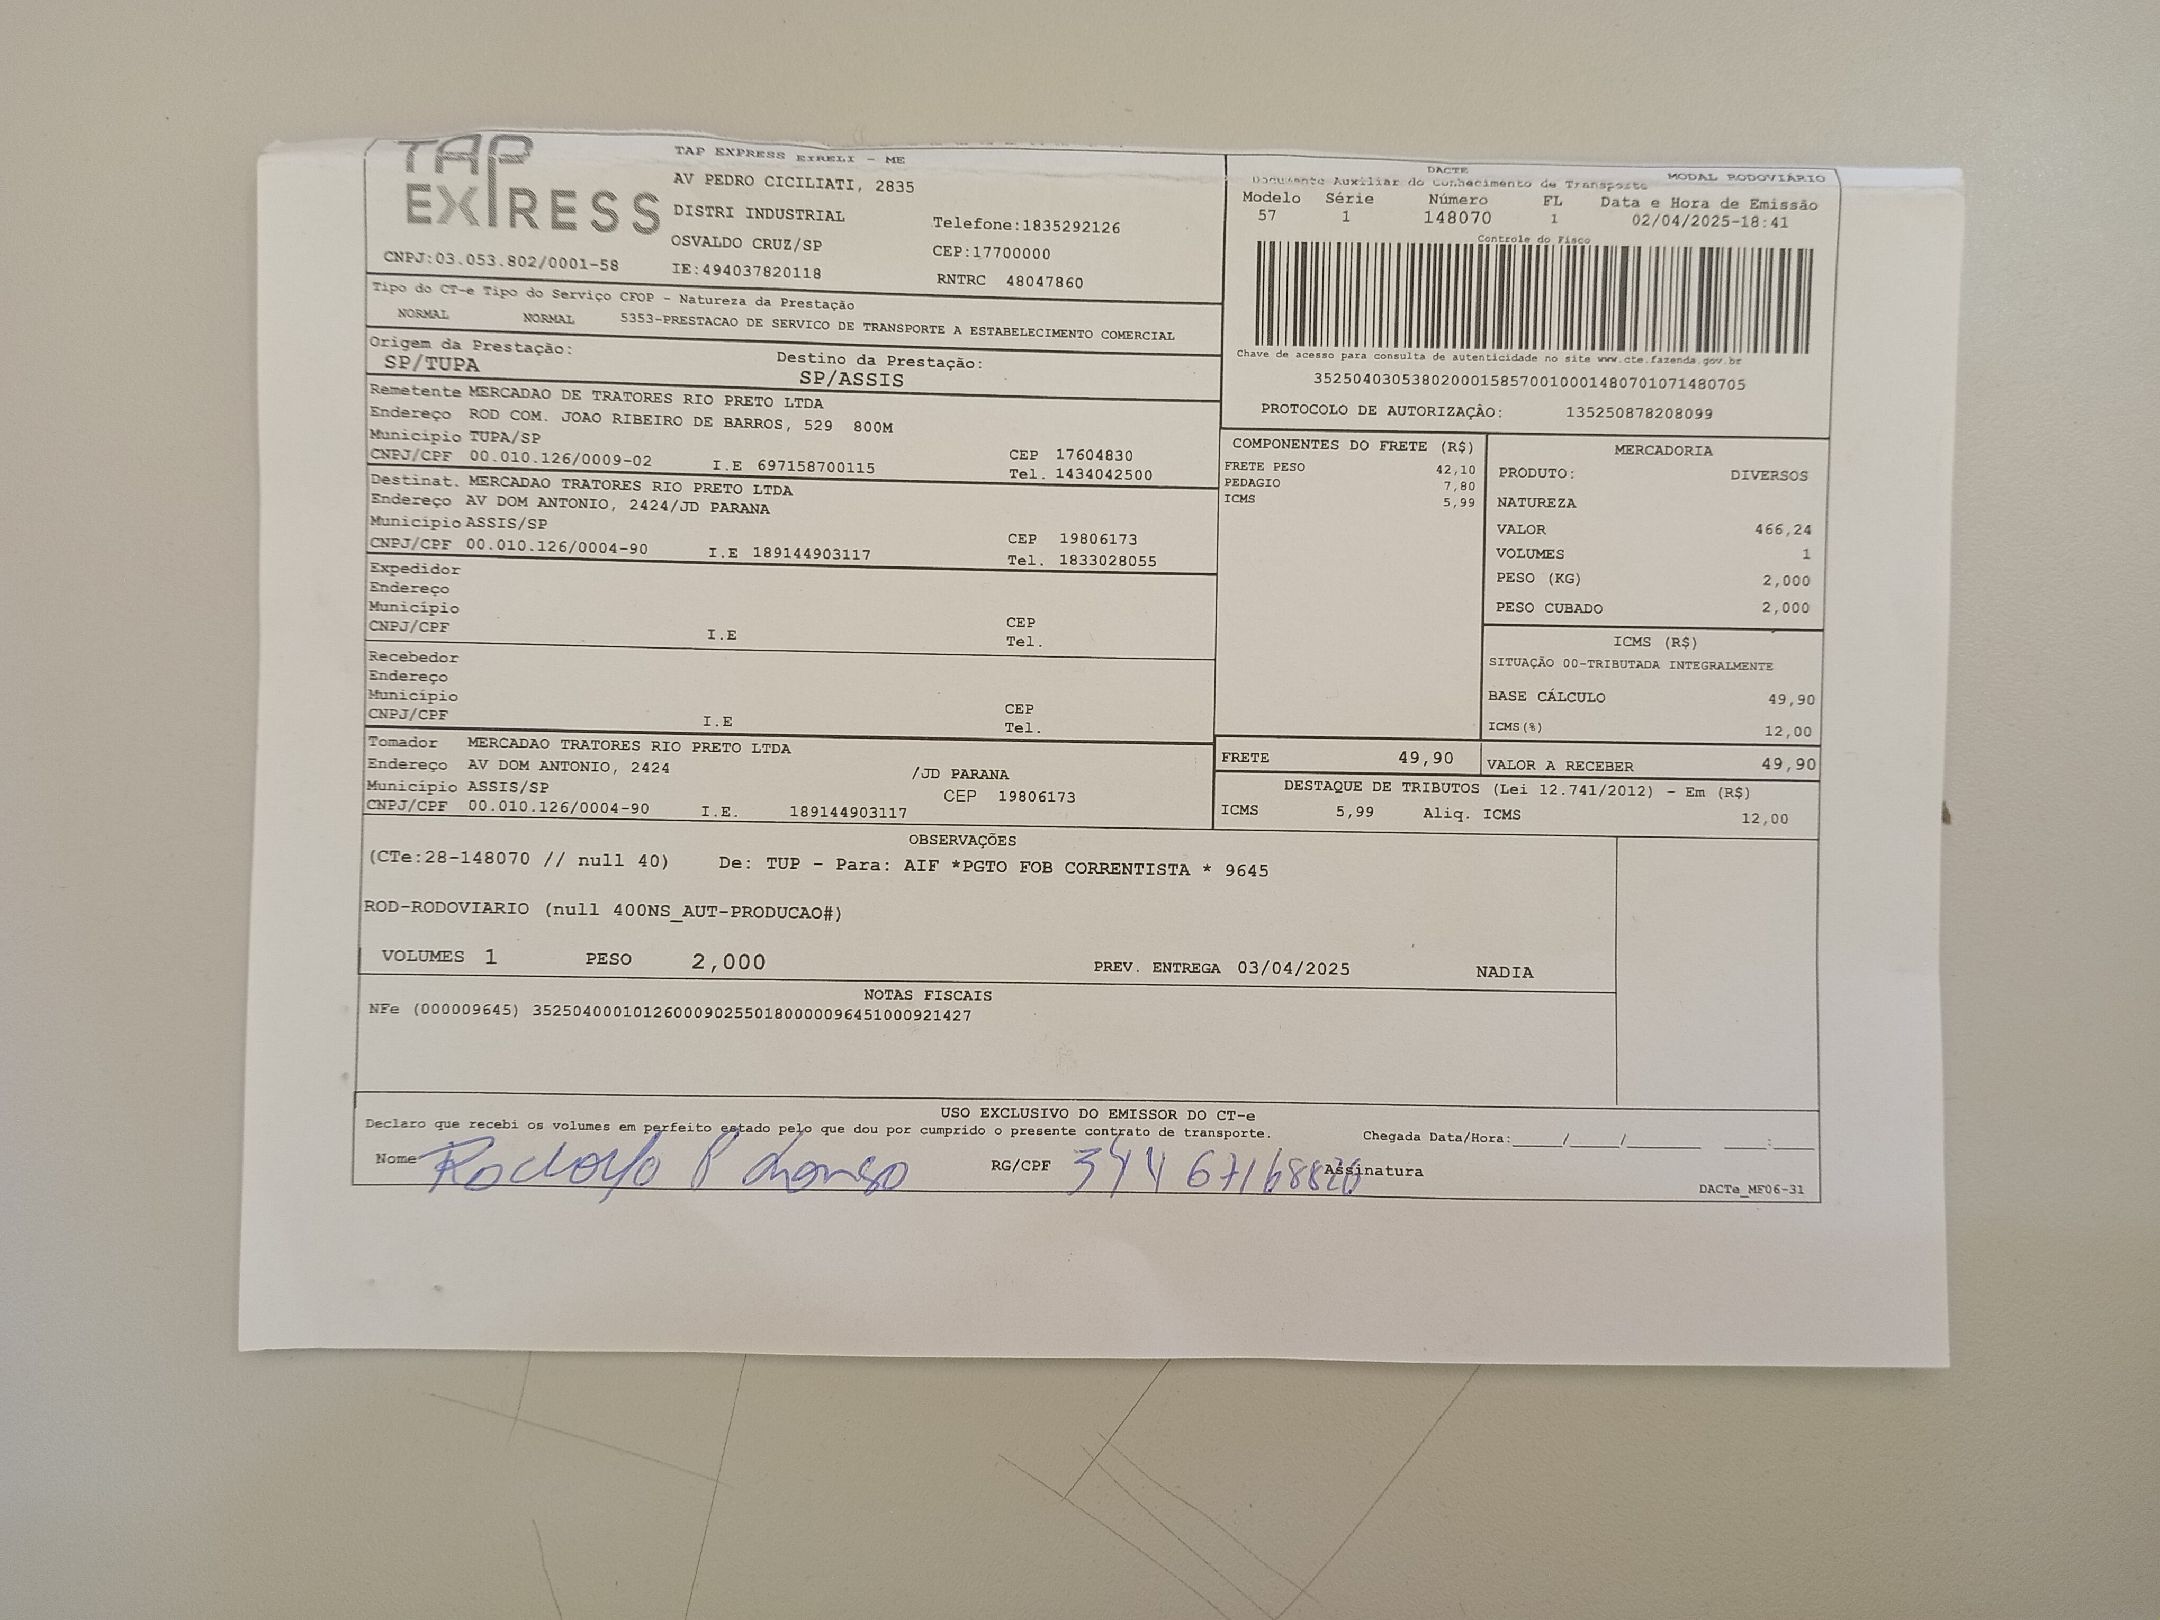 TAP EXPRESS
TAP EXPRESS EIRELI - ME
AV PEDRO CICILIATI, 2835
DISTRI INDUSTRIAL
Telefone:1835292126
OSVALDO CRUZ/SP
CEP:17700000
CNPJ:03.053.802/0001-58
IE:494037820118
RNTRC 48047860
DACTE
MODAL RODOVIÁRIO
Documento Auxiliar do Conhecimento de Transporte
Modelo Série Número FL Data e Hora de Emissão
57 1 148070 1 02/04/2025-18:41
Controle do Fisco
Chave de acesso para consulta de autenticidade no site www.cte.fazenda.gov.br
35250403053802000158570010001480701071480705
PROTOCOLO DE AUTORIZAÇÂO: 135250878208099
Tipo do CT-e Tipo do Serviço CFOP - Natureza da Prestação
NORMAL NORMAL 5353-PRESTACAO DE SERVICO DE TRANSPORTE A ESTABELECIMENTO COMERCIAL
Origem da Prestação: Destino da Prestação:
SP/TUPA SP/ASSIS
Remetente MERCADAO DE TRATORES RIO PRETO LTDA
Endereço ROD COM. JOAO RIBEIRO DE BARROS, 529 800M
Município TUPA/SP CEP 17604830
CNPJ/CPF 00.010.126/0009-02 I.E 697158700115 Tel. 1434042500
Destinat. MERCADAO TRATORES RIO PRETO LTDA
Endereço AV DOM ANTONIO, 2424/JD PARANA
Município ASSIS/SP CEP 19806173
CNPJ/CPF 00.010.126/0004-90 I.E 189144903117 Tel. 1833028055
Expedidor
Endereço
Município CEP
CNPJ/CPF I.E Tel.
Recebedor
Endereço
Município CEP
CNPJ/CPF I.E Tel.
Tomador MERCADAO TRATORES RIO PRETO LTDA
Endereço AV DOM ANTONIO, 2424 /JD PARANA
Município ASSIS/SP CEP 19806173
CNPJ/CPF 00.010.126/0004-90 I.E. 189144903117
COMPONENTES DO FRETE (R$)
FRETE PESO 42,10
PEDAGIO 7,80
ICMS 5,99
MERCADORIA
PRODUTO: DIVERSOS
NATUREZA
VALOR 466,24
VOLUMES 1
PESO (KG) 2,000
PESO CUBADO 2,000
ICMS (R$)
SITUAÇÃO 00-TRIBUTADA INTEGRALMENTE
BASE CÁLCULO 49,90
ICMS(%) 12,00
FRETE 49,90 VALOR A RECEBER 49,90
DESTAQUE DE TRIBUTOS (Lei 12.741/2012) - Em (R$)
ICMS 5,99 Aliq. ICMS 12,00
OBSERVAÇÕES
(CTe:28-148070 // null 40) De: TUP - Para: AIF *PGTO FOB CORRENTISTA * 9645
ROD-RODOVIARIO (null 400NS_AUT-PRODUCAO#)
VOLUMES 1 PESO 2,000 PREV. ENTREGA 03/04/2025 NADIA
NOTAS FISCAIS
NFe (000009645) 35250400010126000902550180000096451000921427
USO EXCLUSIVO DO EMISSOR DO CT-e
Declaro que recebi os volumes em perfeito estado pelo que dou por cumprido o presente contrato de transporte. Chegada Data/Hora:____/____/______ ____:____
Nome Rodolfo P RG/CPF Assinatura
DACTe_MF06-31